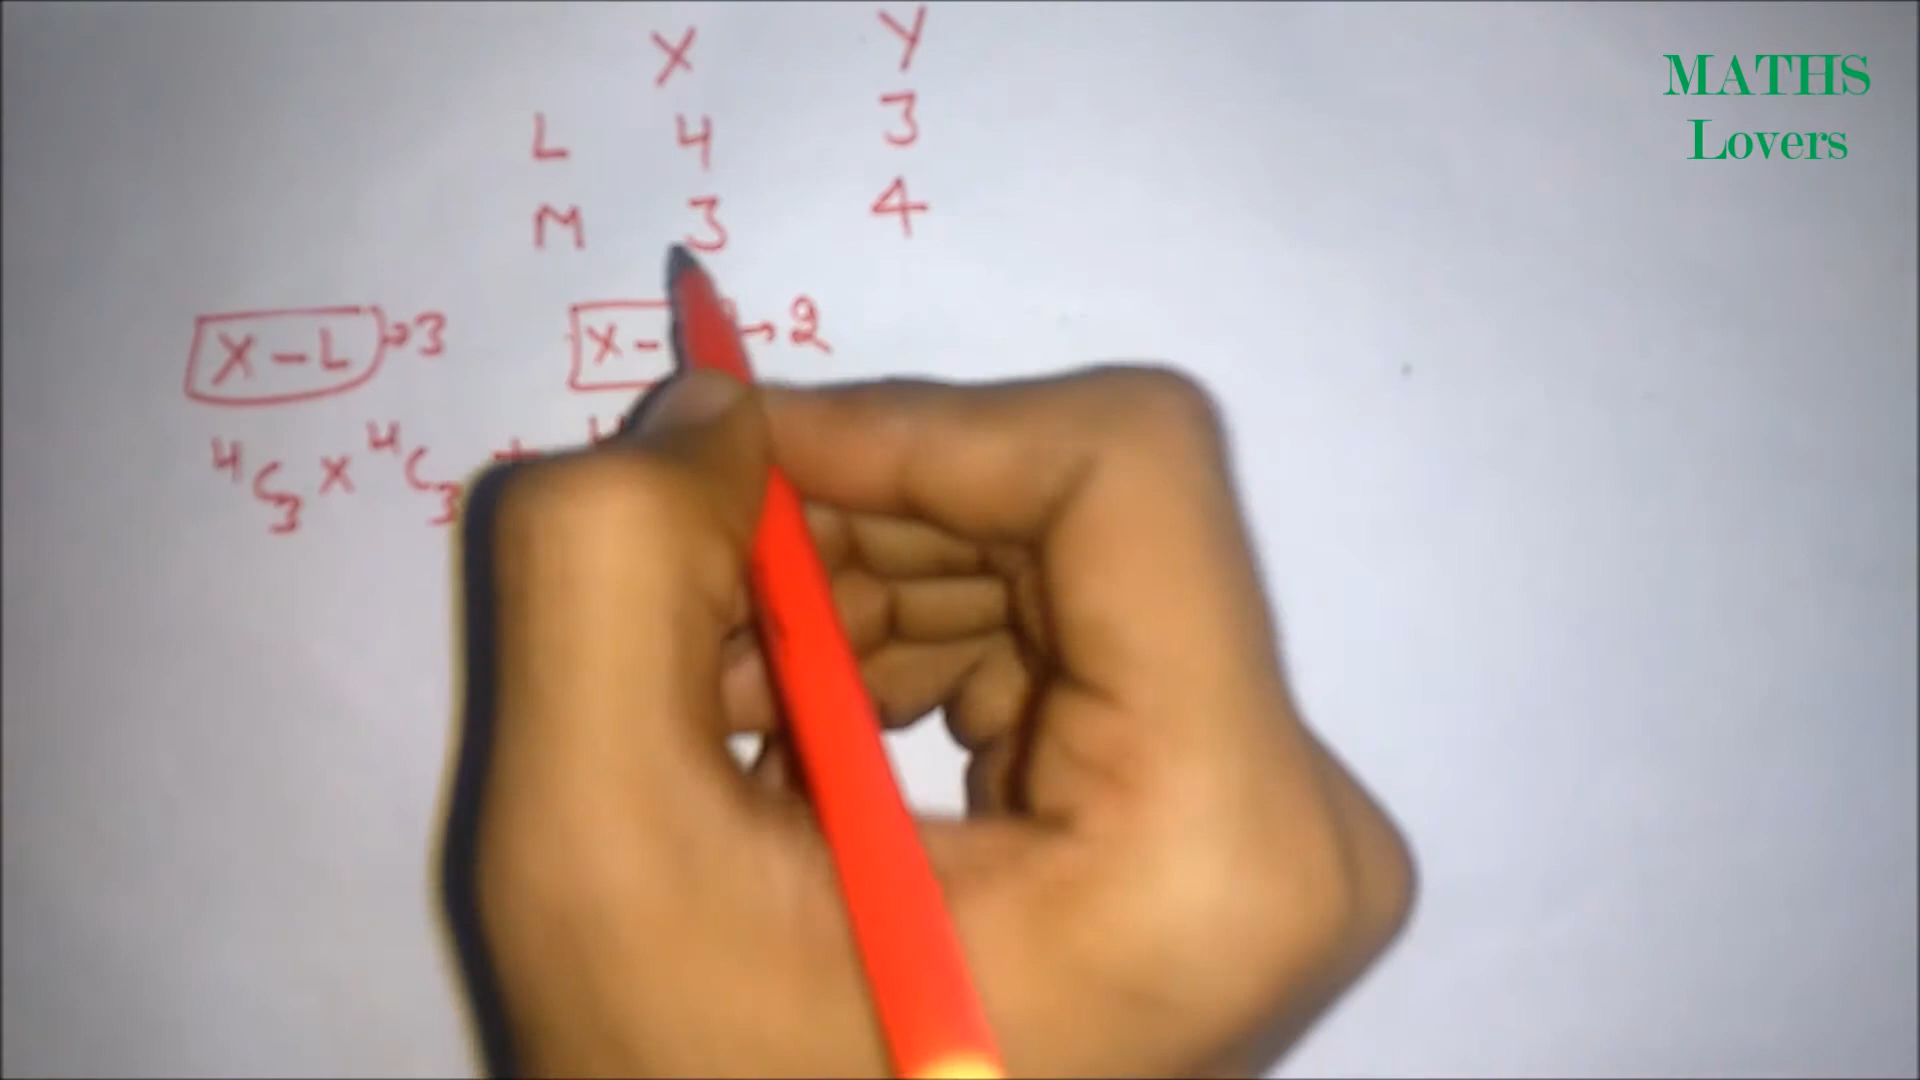 X Y
L 4 3
M 3 4
X-L →3 X- →2
⁴C₃ x ⁴C₃ +
MATHS
Lovers